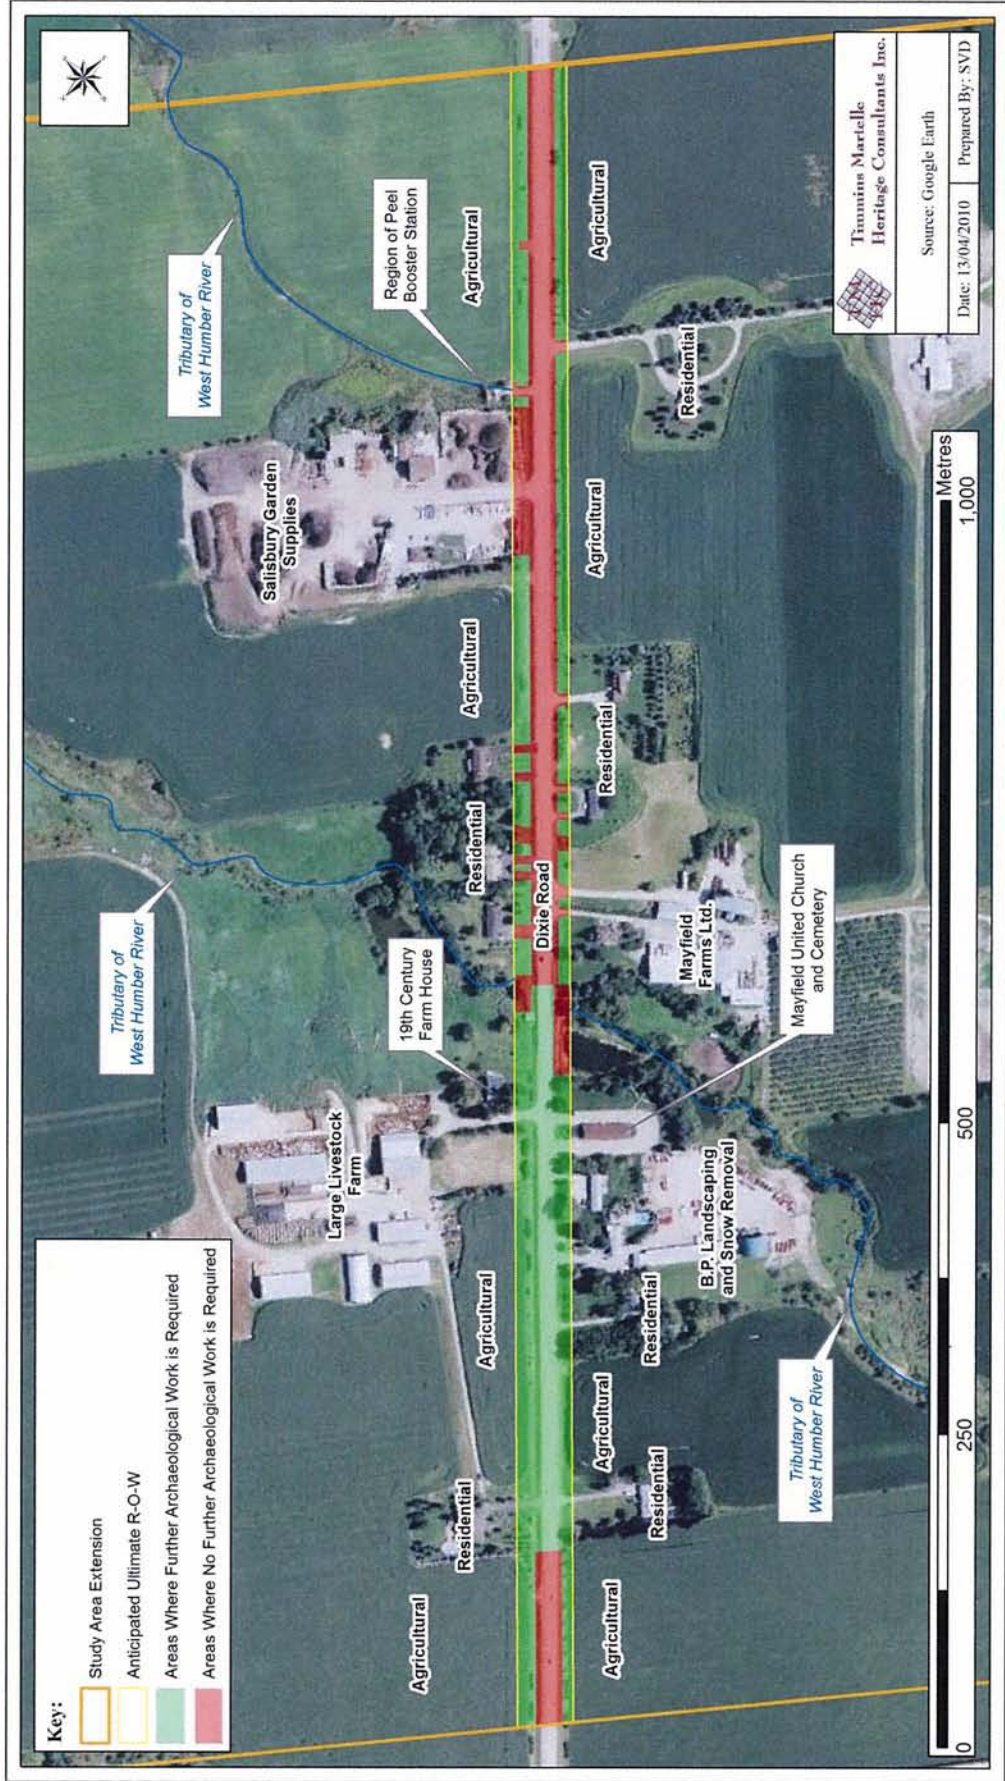 Key:
Study Area Extension
Anticipated Ultimate R-O-W
Areas Where Further Archaeological Work is Required
Areas Where No Further Archaeological Work is Required
Tributary of
West Humber River
Tributary of
West Humber River
Region of Peel
Booster Station
Salisbury Garden
Supplies
Large Livestock
Farm
19th Century
Farm House
Agricultural
Residential
Agricultural
Residential
Agricultural
Agricultural
Dixie Road
Agricultural
Agricultural
Residential
Residential
B.P. Landscaping
and Snow Removal
Mayfield
Farms Ltd.
Residential
Agricultural
Residential
Agricultural
Tributary of
West Humber River
Mayfield United Church
and Cemetery
0
250
500
1,000
Metres
Timmins Martelle
Heritage Consultants Inc.
Source: Google Earth
Date: 13/04/2010
Prepared By: SVD